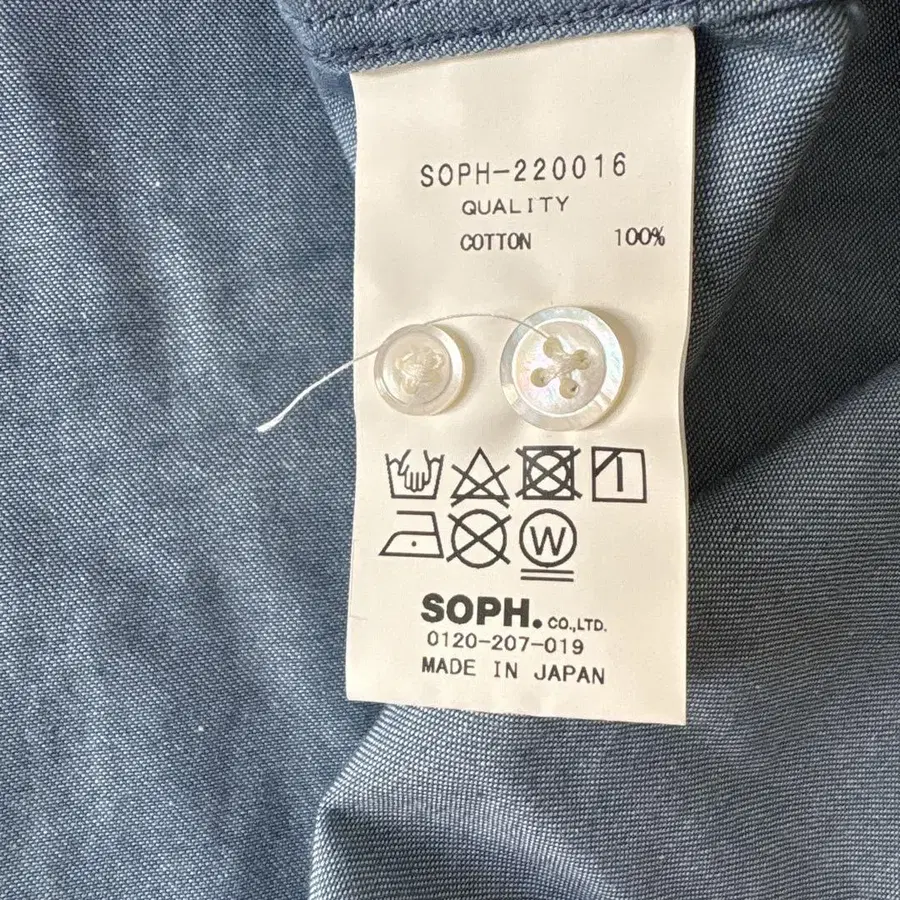 SOPH-220016
QUALITY
COTTON 100%
W
SOPH. CO.,LTD.
0120-207-019
MADE IN JAPAN